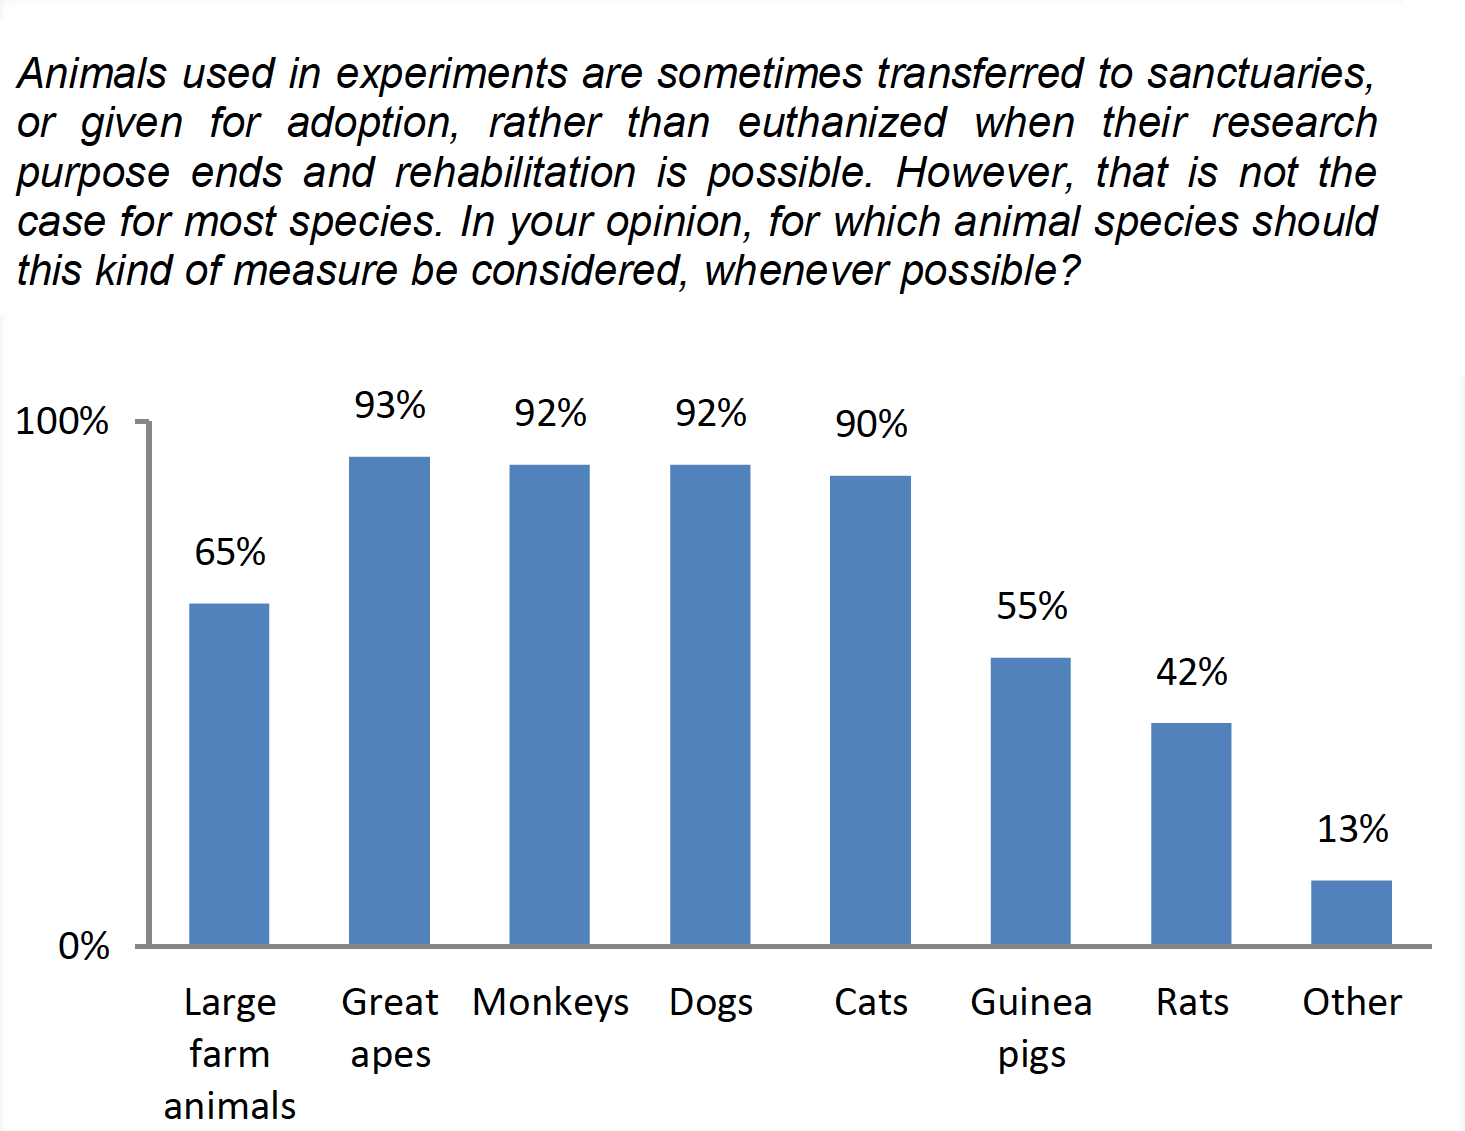 Animals used in experiments are sometimes transferred to sanctuaries,
or given for adoption, rather than euthanized when their research
purpose ends and rehabilitation is possible. However, that is not the
case for most species. In your opinion, for which animal species should
this kind of measure be considered, whenever possible?
100%
0%
65%
93%
92%
92%
90%
55%
42%
13%
Large
farm
animals
Great
apes
Monkeys
Dogs
Cats
Guinea
pigs
Rats
Other